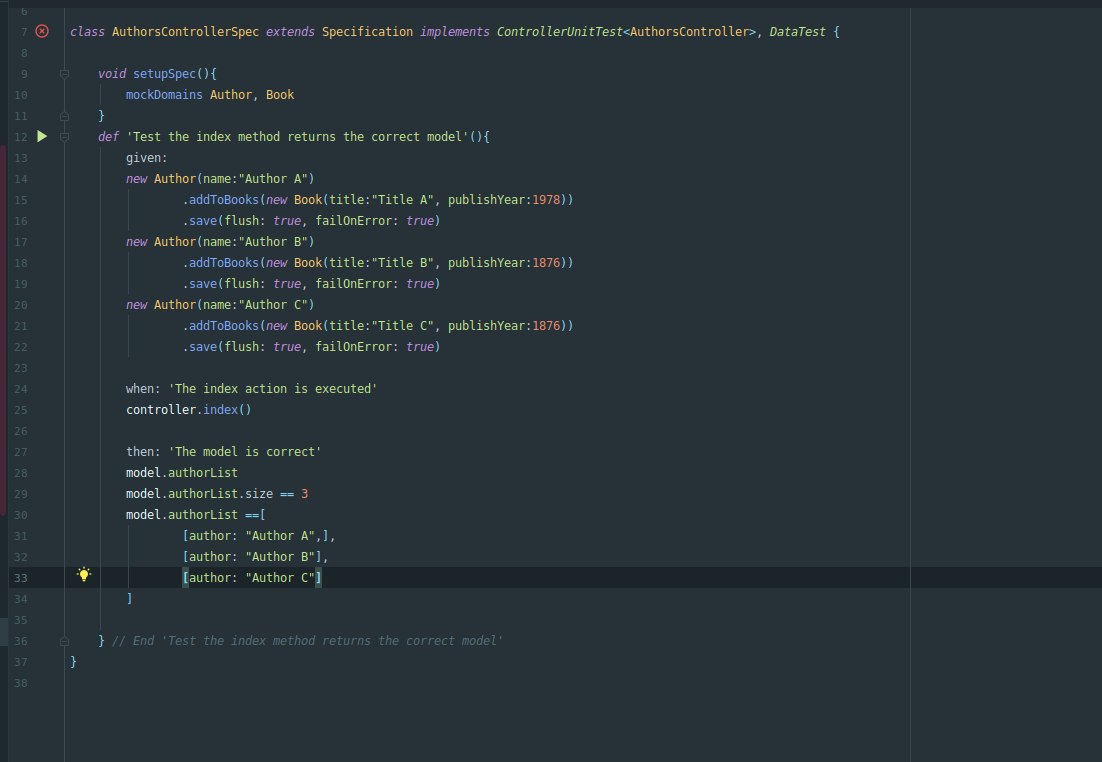 6
7 class AuthorsControllerSpec extends Specification implements ControllerUnitTest<AuthorsController>, DataTest {
8
9     void setupSpec(){
10         mockDomains Author, Book
11     }
12     def 'Test the index method returns the correct model'(){
13         given:
14         new Author(name:"Author A")
15                 .addToBooks(new Book(title:"Title A", publishYear:1978))
16                 .save(flush: true, failOnError: true)
17         new Author(name:"Author B")
18                 .addToBooks(new Book(title:"Title B", publishYear:1876))
19                 .save(flush: true, failOnError: true)
20         new Author(name:"Author C")
21                 .addToBooks(new Book(title:"Title C", publishYear:1876))
22                 .save(flush: true, failOnError: true)
23
24         when: 'The index action is executed'
25         controller.index()
26
27         then: 'The model is correct'
28         model.authorList
29         model.authorList.size == 3
30         model.authorList ==[
31                 [author: "Author A",],
32                 [author: "Author B"],
33                 [author: "Author C"]
34         ]
35
36     } // End 'Test the index method returns the correct model'
37 }
38